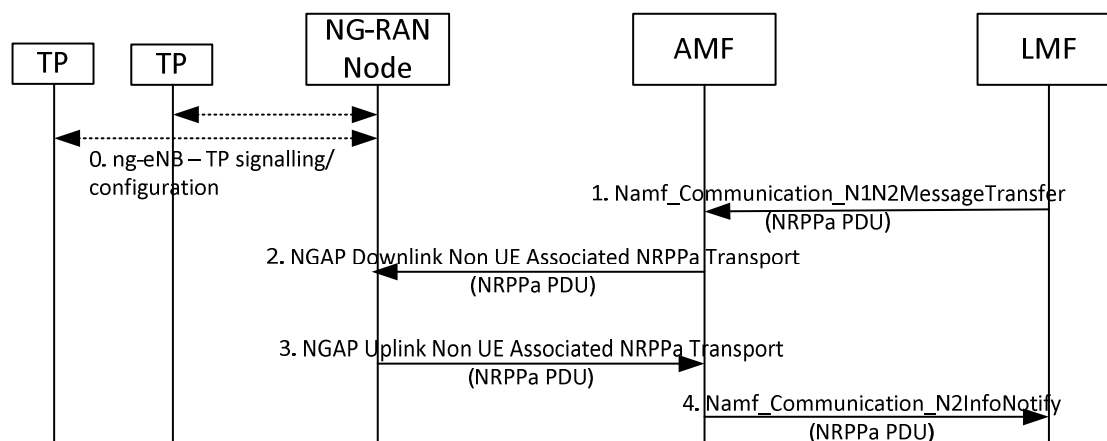 TP
TP
NG-RAN
Node
AMF
LMF
0. ng-eNB – TP signalling/
configuration
1. Namf_Communication_N1N2MessageTransfer
(NRPPa PDU)
2. NGAP Downlink Non UE Associated NRPPa Transport
(NRPPa PDU)
3. NGAP Uplink Non UE Associated NRPPa Transport
(NRPPa PDU)
4. Namf_Communication_N2InfoNotify
(NRPPa PDU)